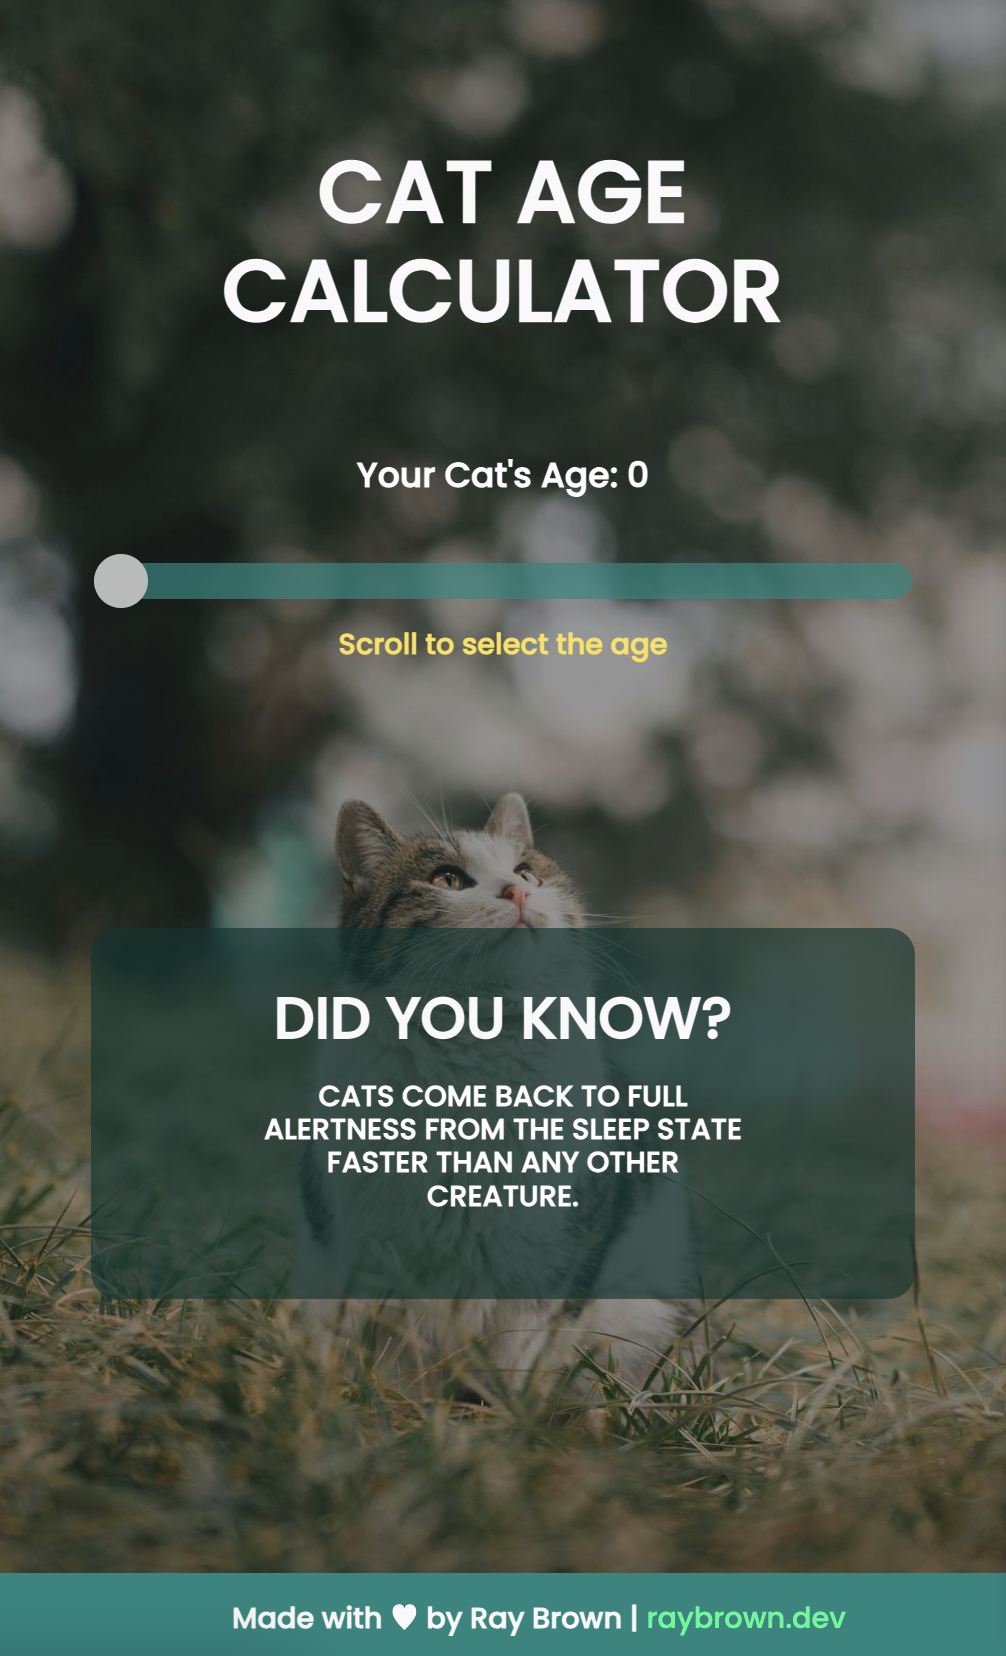 CAT AGE
CALCULATOR
Your Cat's Age: 0
Scroll to select the age
DID YOU KNOW?
CATS COME BACK TO FULL
ALERTNESS FROM THE SLEEP STATE
FASTER THAN ANY OTHER
CREATURE.
Made with ♥ by Ray Brown | raybrown.dev